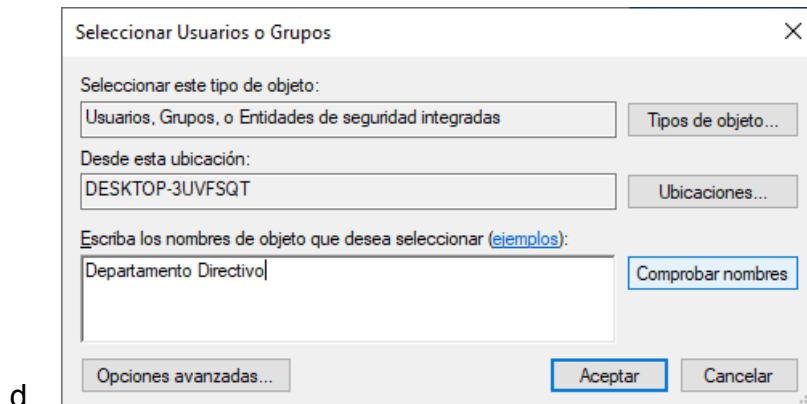 Seleccionar Usuarios o Grupos
Seleccionar este tipo de objeto:
Usuarios, Grupos, o Entidades de seguridad integradas
Tipos de objeto...
Desde esta ubicación:
DESKTOP-3UVFSQT
Ubicaciones...
Escriba los nombres de objeto que desea seleccionar (ejemplos):
Departamento Directivo
Comprobar nombres
Opciones avanzadas...
Aceptar
Cancelar
d